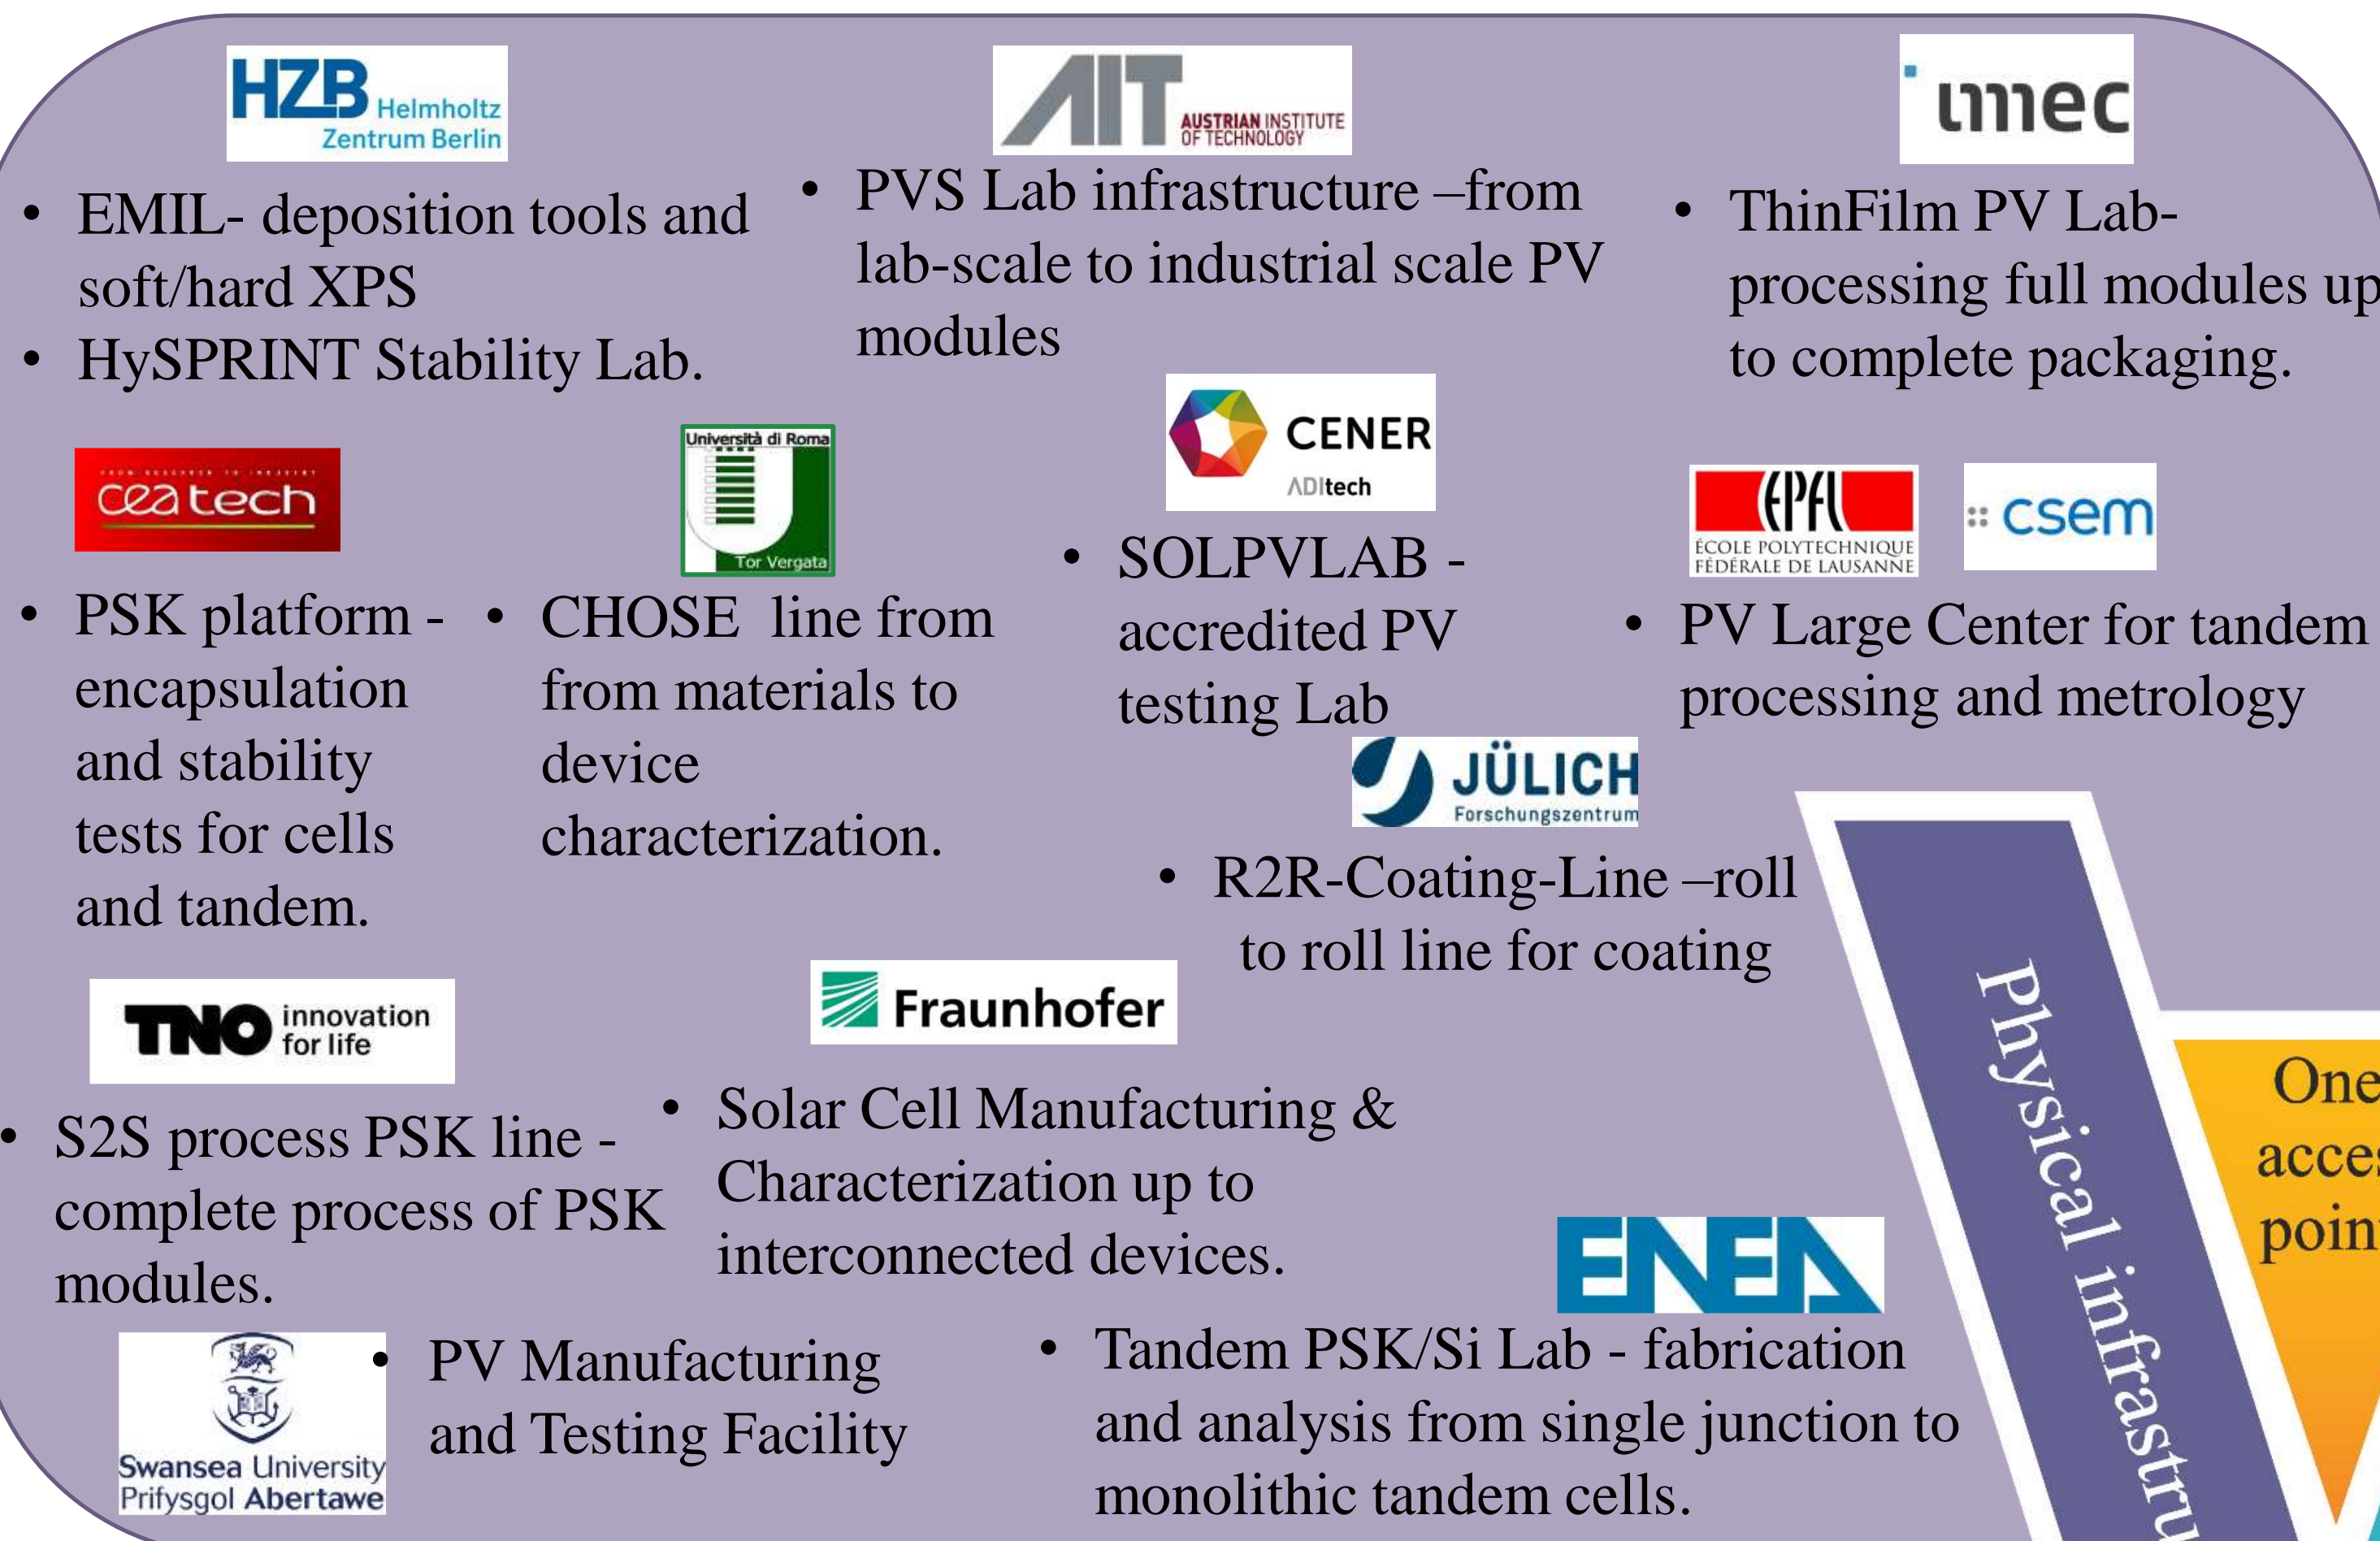 HZB Helmholtz
Zentrum Berlin
• EMIL- deposition tools and
soft/hard XPS
• HySPRINT Stability Lab.
AIT AUSTRIAN INSTITUTE
OF TECHNOLOGY
• PVS Lab infrastructure –from
lab-scale to industrial scale PV
modules
imec
• ThinFilm PV Lab-
processing full modules up
to complete packaging.
FROM RESEARCH TO INDUSTRY
cea tech
• PSK platform -
encapsulation
and stability
tests for cells
and tandem.
Università di Roma
Tor Vergata
• CHOSE line from
from materials to
device
characterization.
CENER
ADItech
• SOLPVLAB -
accredited PV
testing Lab
EPFL
ÉCOLE POLYTECHNIQUE
FÉDÉRALE DE LAUSANNE
csem
• PV Large Center for tandem
processing and metrology
JÜLICH
Forschungszentrum
• R2R-Coating-Line –roll
to roll line for coating
TNO innovation
for life
• S2S process PSK line -
complete process of PSK
modules.
Fraunhofer
• Solar Cell Manufacturing &
Characterization up to
interconnected devices.
Swansea University
Prifysgol Abertawe
• PV Manufacturing
and Testing Facility
ENEA
• Tandem PSK/Si Lab - fabrication
and analysis from single junction to
monolithic tandem cells.
Physical infrastru
One
acces
poin